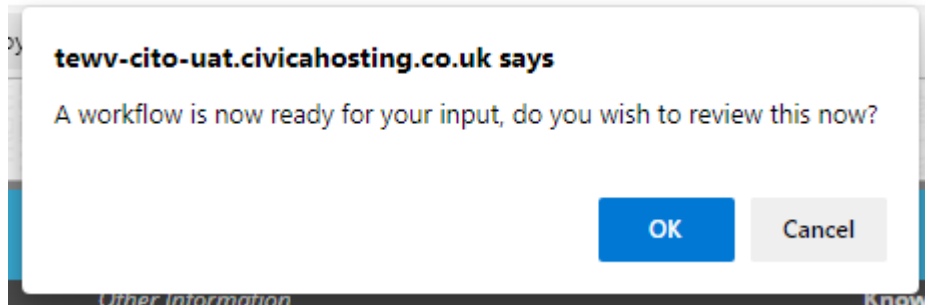 tewv-cito-uat.civicahosting.co.uk says
A workflow is now ready for your input, do you wish to review this now?
OK Cancel
Other Information Know